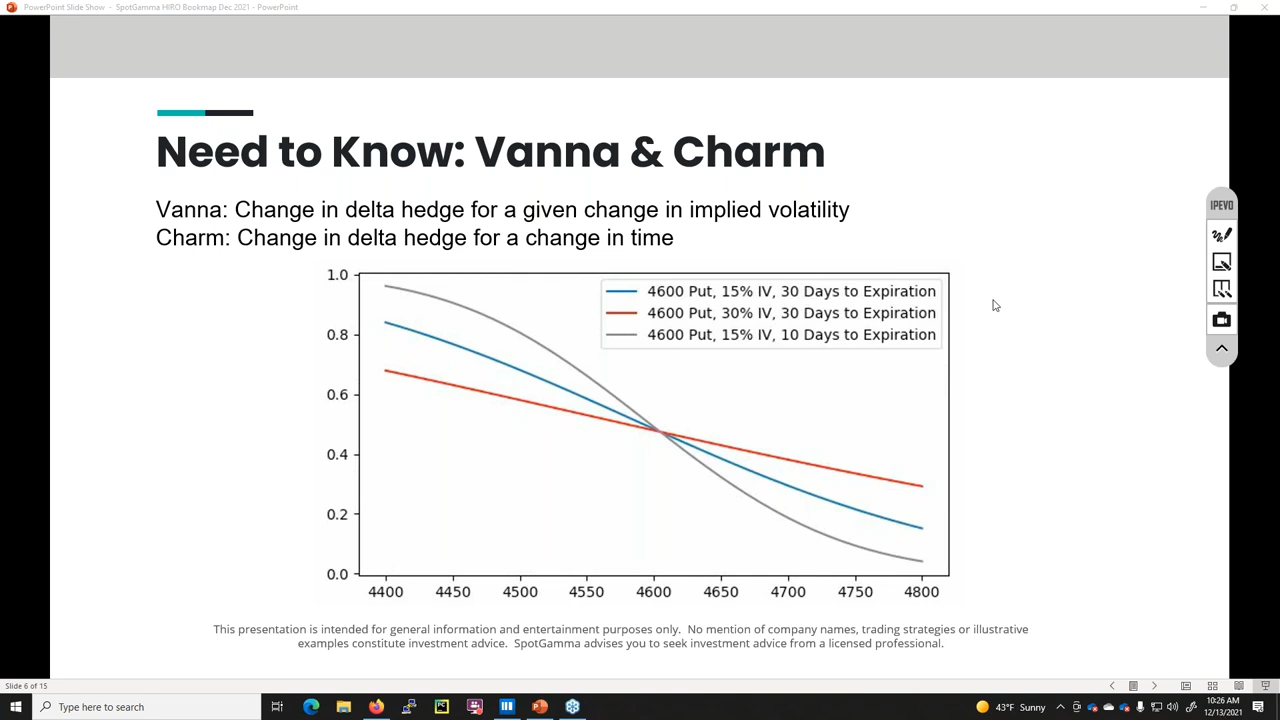 PowerPoint Slide Show - SpotGamma HIRO Bookmap Dec 2021 - PowerPoint
Need to Know: Vanna & Charm
Vanna: Change in delta hedge for a given change in implied volatility
Charm: Change in delta hedge for a change in time
IPEVO
1.0
0.8
0.6
0.4
0.2
0.0
4600 Put, 15% IV, 30 Days to Expiration
4600 Put, 30% IV, 30 Days to Expiration
4600 Put, 15% IV, 10 Days to Expiration
4400 4450 4500 4550 4600 4650 4700 4750 4800
This presentation is intended for general information and entertainment purposes only. No mention of company names, trading strategies or illustrative
examples constitute investment advice. SpotGamma advises you to seek investment advice from a licensed professional.
Slide 6 of 15
Type here to search
43°F Sunny
10:26 AM
12/13/2021